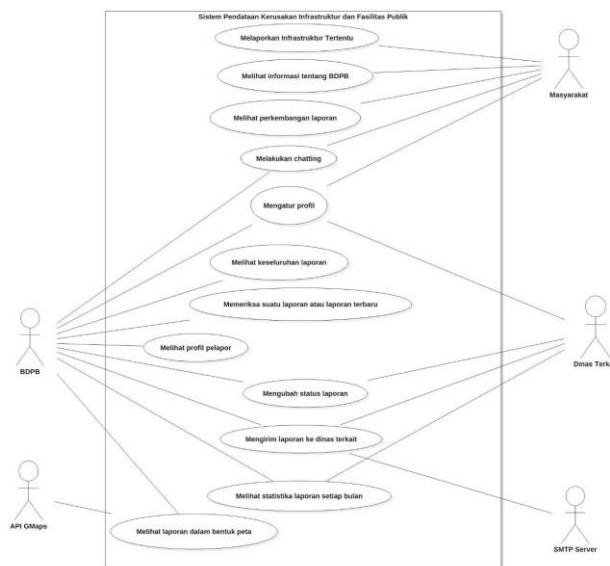 Sistem Pendataan Kerusakan Infrastruktur dan Fasilitas Publik
Melaporkan Infrastruktur Tertentu
Melihat informasi tentang BDPB
Masyarakat
Melihat perkembangan laporan
Melakukan chatting
Mengatur profil
Melihat keseluruhan laporan
Memeriksa suatu laporan atau laporan terbaru
Melihat profil pelapor
BDPB
Dinas Terka
Mengubah status laporan
Mengirim laporan ke dinas terkait
Melihat statistika laporan setiap bulan
Melihat laporan dalam bentuk peta
API GMaps
SMTP Server